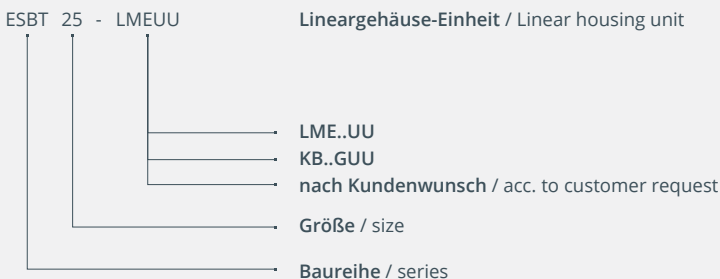 ESBT 25 - LMEUU Lineargehäuse-Einheit / Linear housing unit
LME..UU
KB..GUU
nach Kundenwunsch / acc. to customer request
Größe / size
Baureihe / series